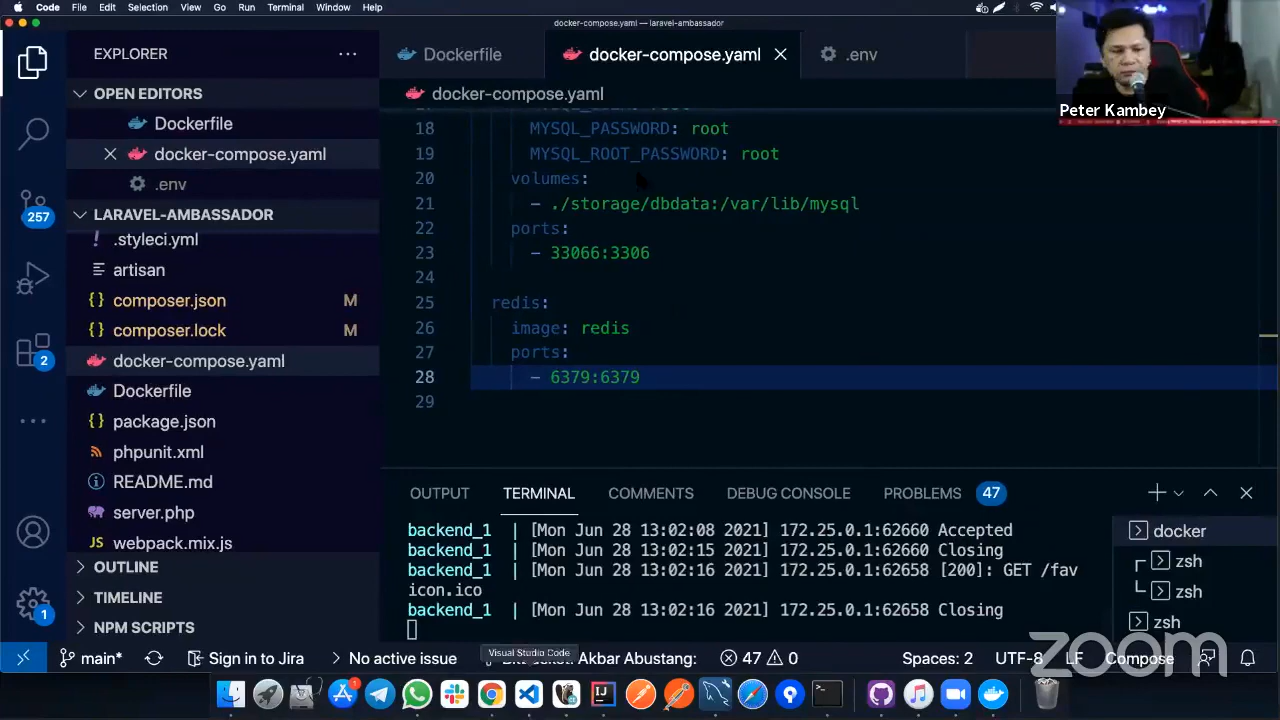 Code File Edit Selection View Go Run Terminal Window Help
docker-compose.yaml — laravel-ambassador
EXPLORER
Dockerfile
docker-compose.yaml
.env
Peter Kambey
OPEN EDITORS
Dockerfile
docker-compose.yaml
.env
LARAVEL-AMBASSADOR
.styleci.yml
artisan
composer.json M
composer.lock M
docker-compose.yaml
Dockerfile
package.json
phpunit.xml
README.md
server.php
webpack.mix.js
OUTLINE
TIMELINE
NPM SCRIPTS
257
2
1
docker-compose.yaml
18 MYSQL_PASSWORD: root
19 MYSQL_ROOT_PASSWORD: root
20 volumes:
21 - ./storage/dbdata:/var/lib/mysql
22 ports:
23 - 33066:3306
24
25 redis:
26 image: redis
27 ports:
28 - 6379:6379
29
OUTPUT TERMINAL COMMENTS DEBUG CONSOLE PROBLEMS 47
backend_1 | [Mon Jun 28 13:02:08 2021] 172.25.0.1:62660 Accepted
backend_1 | [Mon Jun 28 13:02:15 2021] 172.25.0.1:62660 Closing
backend_1 | [Mon Jun 28 13:02:16 2021] 172.25.0.1:62658 [200]: GET /fav
icon.ico
backend_1 | [Mon Jun 28 13:02:16 2021] 172.25.0.1:62658 Closing
docker
zsh
zsh
zsh
zoom
Visual Studio Code
main* Sign in to Jira No active issue Akbar Abustang: 47 0 Spaces: 2 UTF-8 LF Compose
1